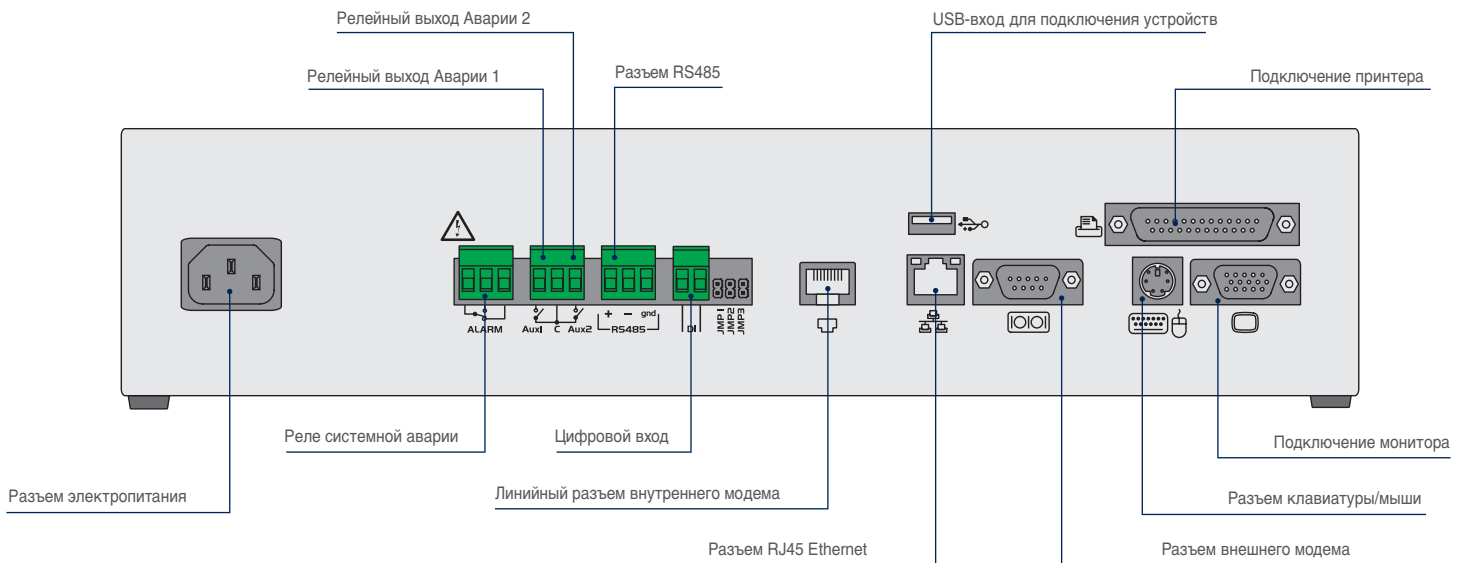 Релейный выход Аварии 2
USB-вход для подключения устройств
Релейный выход Аварии 1
Разъем RS485
Подключение принтера
ALARM
Aux1 C Aux2
+ − gnd
RS485
DI
JMP1
JMP2
JMP3
Реле системной аварии
Цифровой вход
Подключение монитора
Разъем электропитания
Линейный разъем внутреннего модема
Разъем клавиатуры/мыши
Разъем RJ45 Ethernet
Разъем внешнего модема